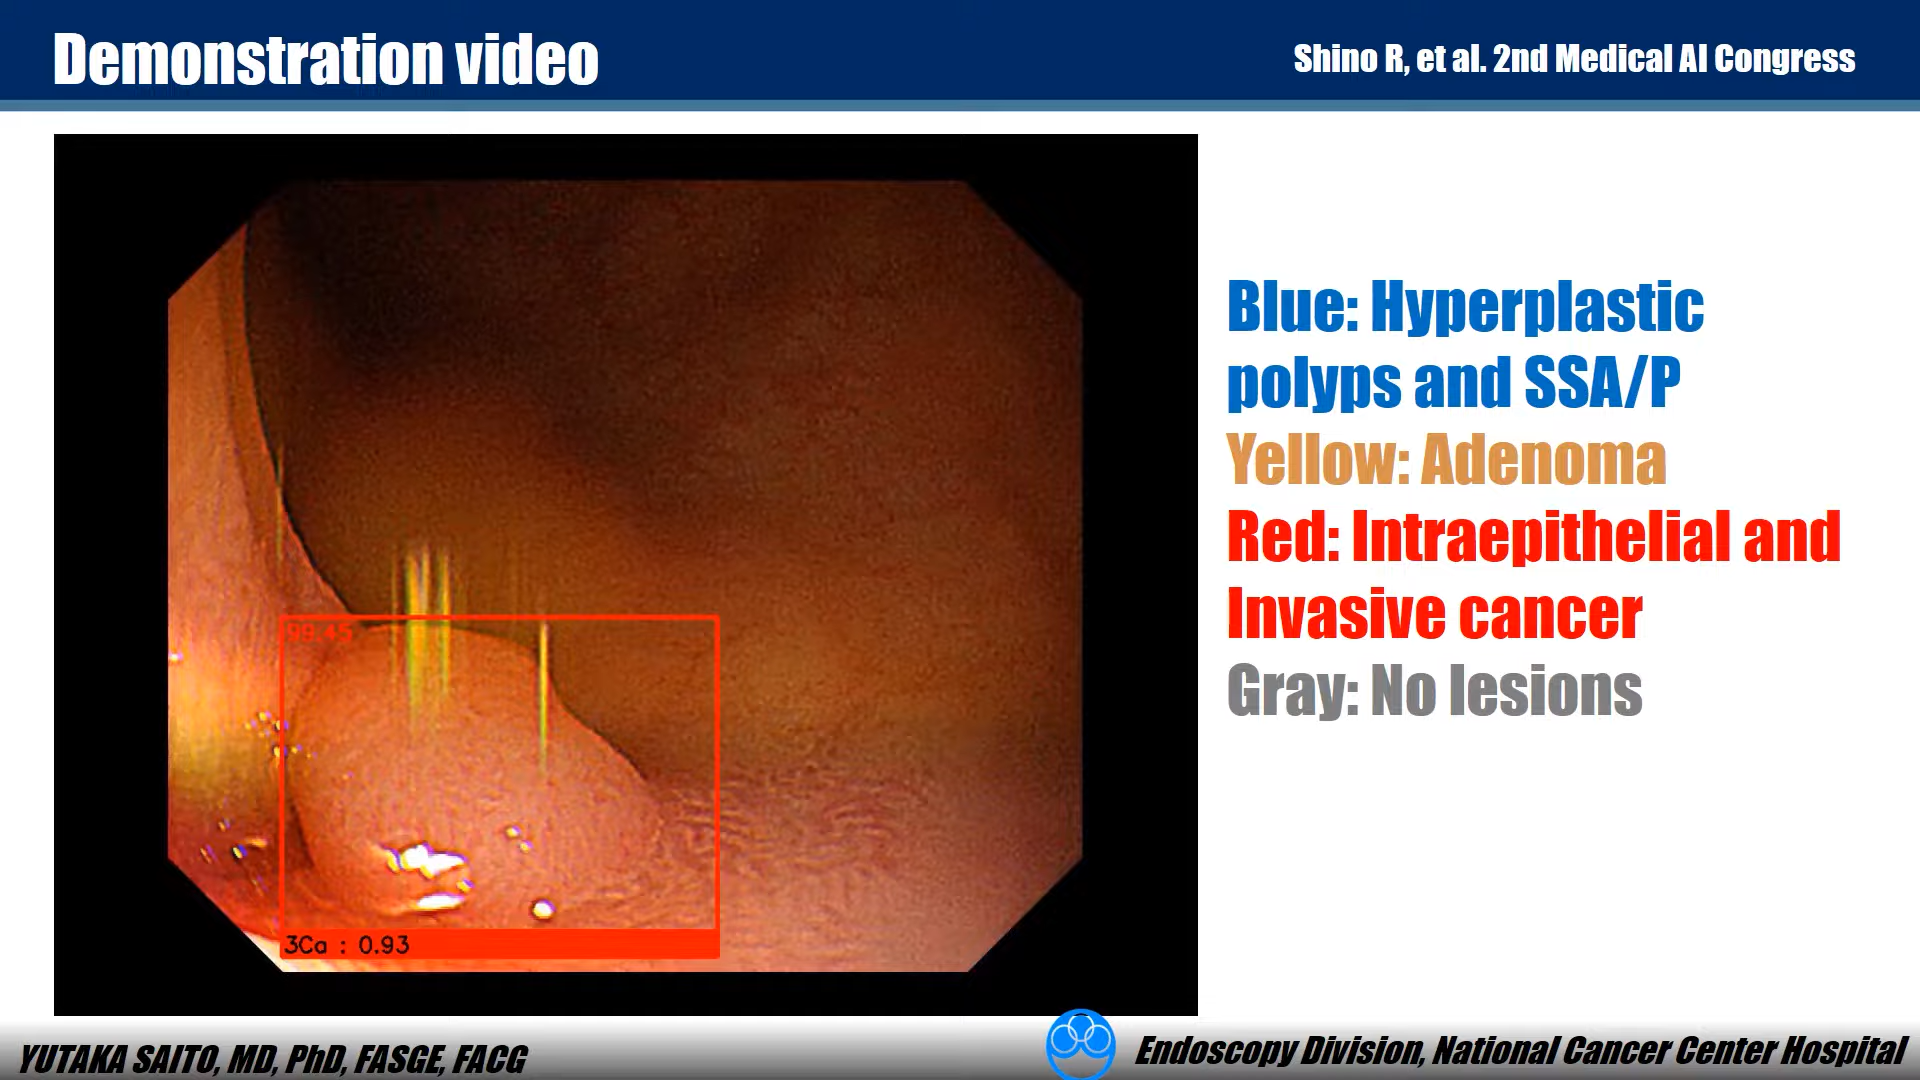 Demonstration video
Shino R, et al. 2nd Medical AI Congress
99.45
3Ca : 0.93
Blue: Hyperplastic
polyps and SSA/P
Yellow: Adenoma
Red: Intraepithelial and
Invasive cancer
Gray: No lesions
YUTAKA SAITO, MD, PhD, FASGE, FACG
Endoscopy Division, National Cancer Center Hospital